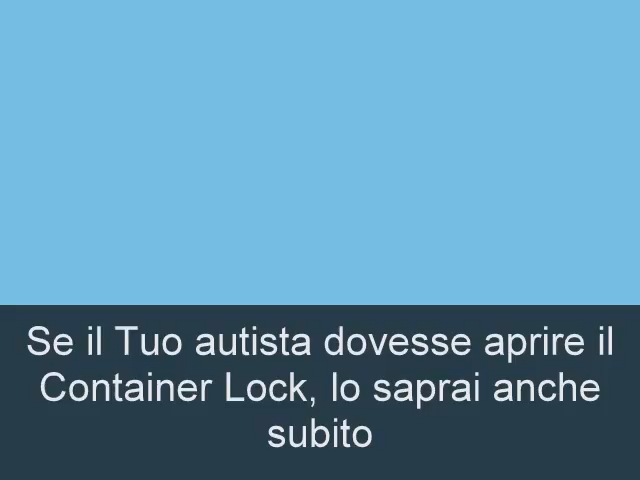 Se il Tuo autista dovesse aprire il
Container Lock, lo saprai anche
subito